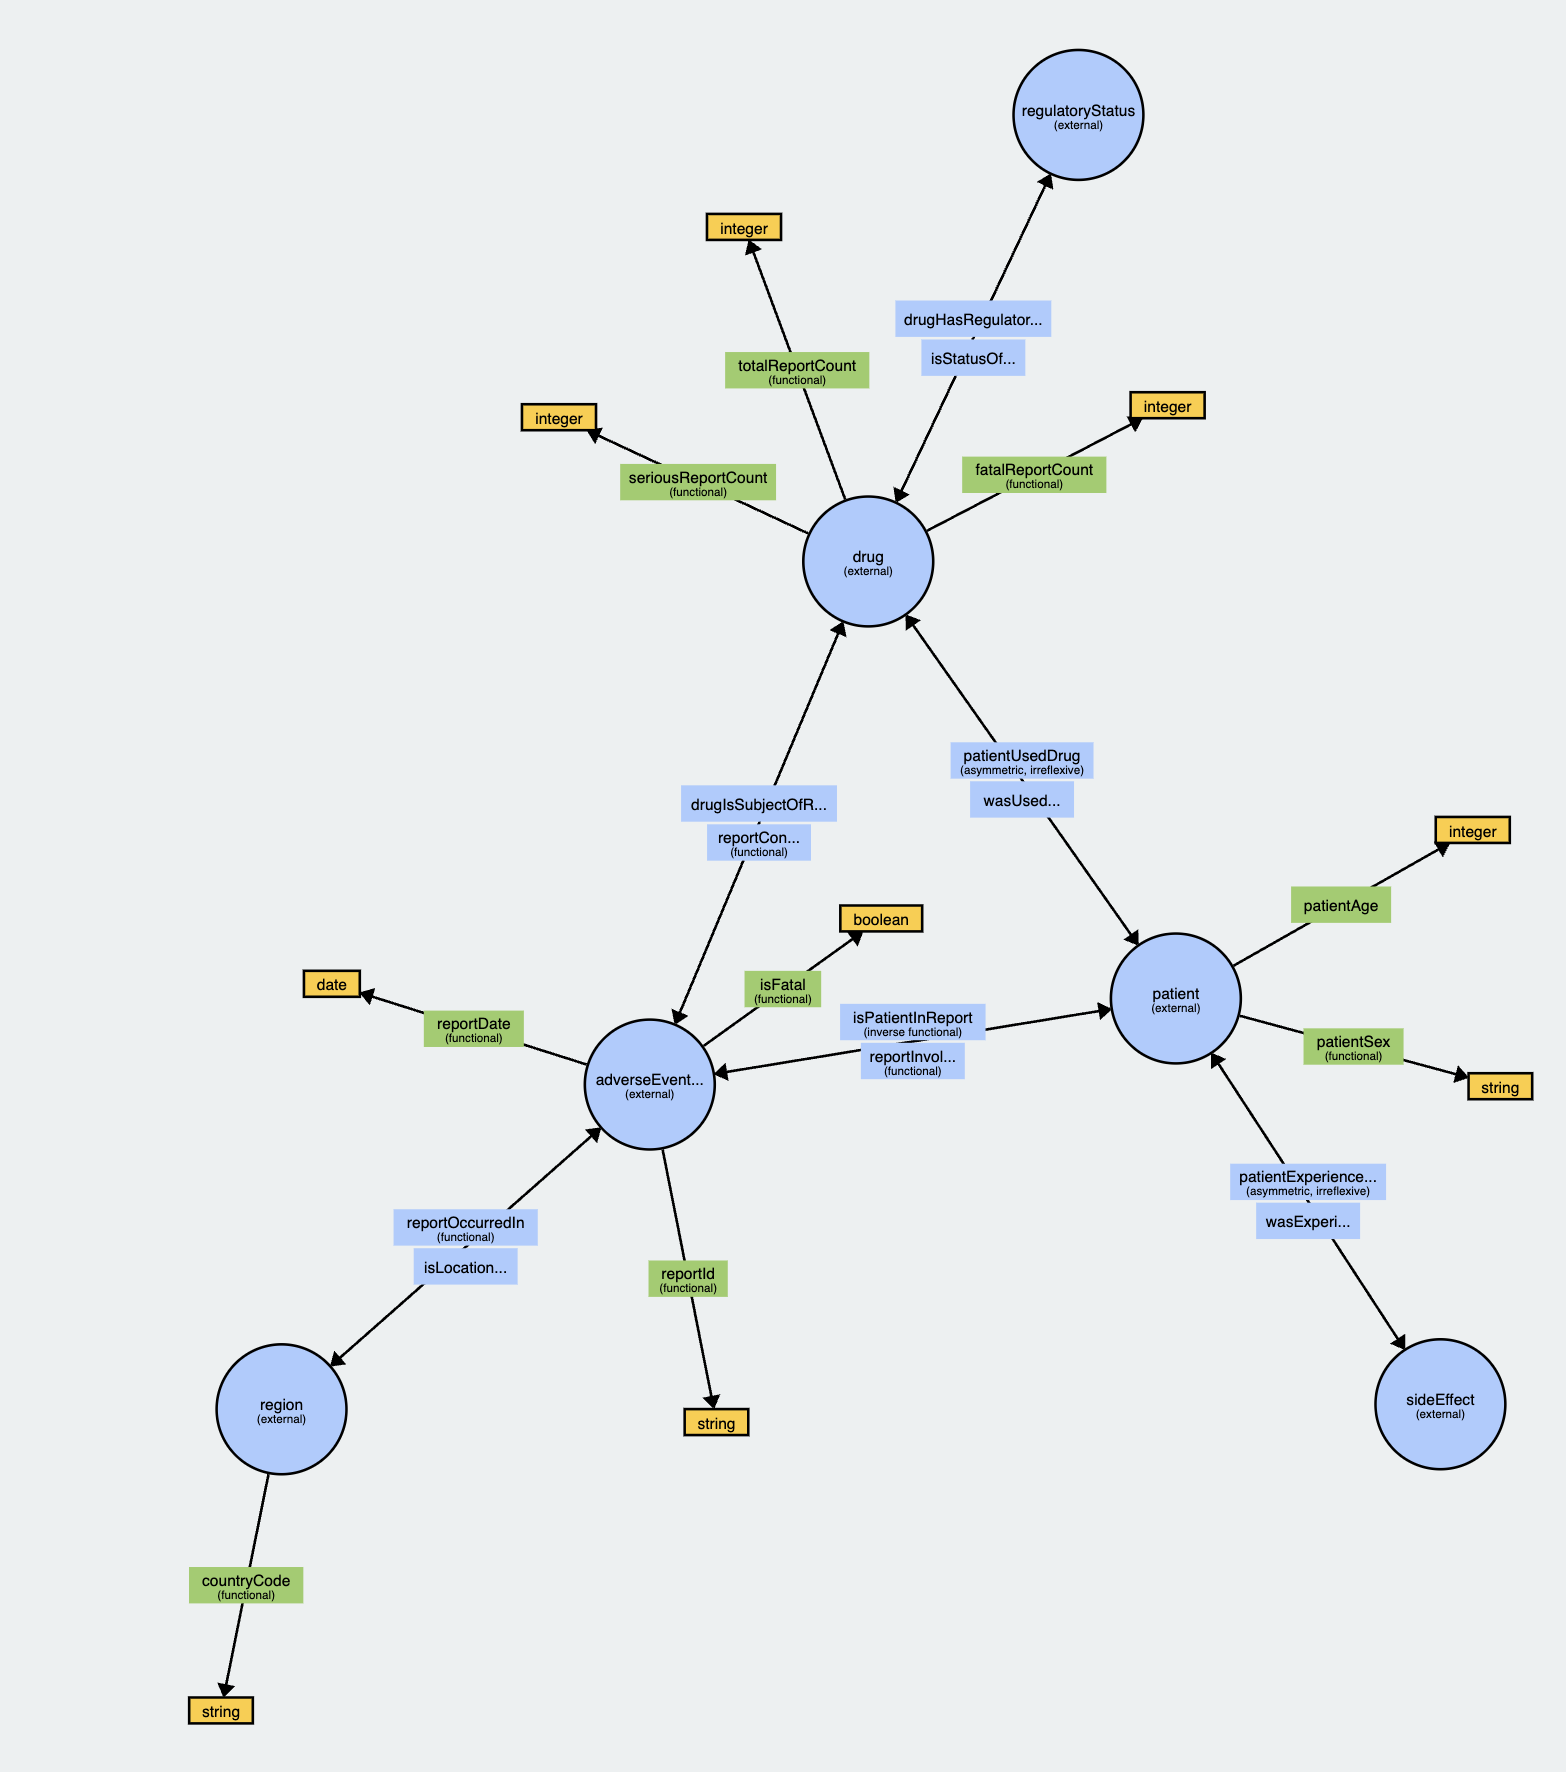 regulatoryStatus
(external)
integer
drugHasRegulator...
isStatusOf...
totalReportCount
(functional)
integer
integer
seriousReportCount
(functional)
fatalReportCount
(functional)
drug
(external)
patientUsedDrug
(asymmetric, irreflexive)
wasUsed...
drugIsSubjectOfR...
reportCon...
(functional)
integer
patientAge
boolean
isFatal
(functional)
date
reportDate
(functional)
patient
(external)
isPatientInReport
(inverse functional)
reportInvol...
(functional)
patientSex
(functional)
string
adverseEvent...
(external)
patientExperience...
(asymmetric, irreflexive)
wasExperi...
reportOccurredIn
(functional)
isLocation...
reportId
(functional)
region
(external)
sideEffect
(external)
string
countryCode
(functional)
string